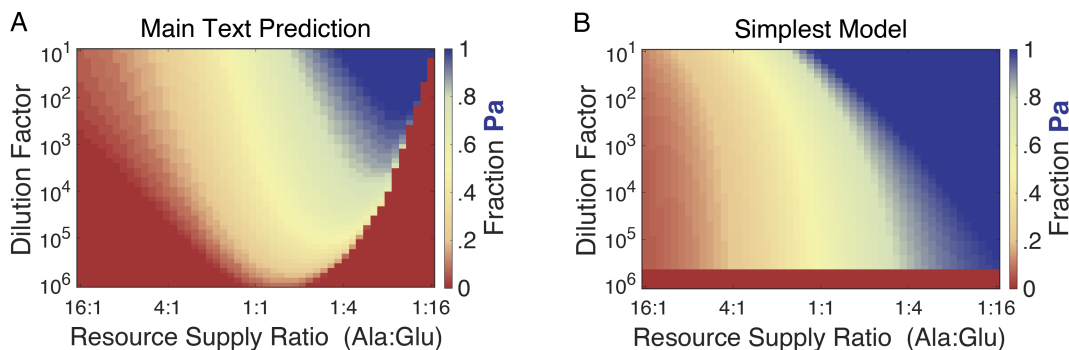 A
Main Text Prediction
10^1
10^2
10^3
10^4
10^5
10^6
Dilution Factor
16:1 4:1 1:1 1:4 1:16
Resource Supply Ratio (Ala:Glu)
1
.8
.6
.4
.2
0
Fraction Pa
B
Simplest Model
10^1
10^2
10^3
10^4
10^5
10^6
Dilution Factor
16:1 4:1 1:1 1:4 1:16
Resource Supply Ratio (Ala:Glu)
1
.8
.6
.4
.2
0
Fraction Pa